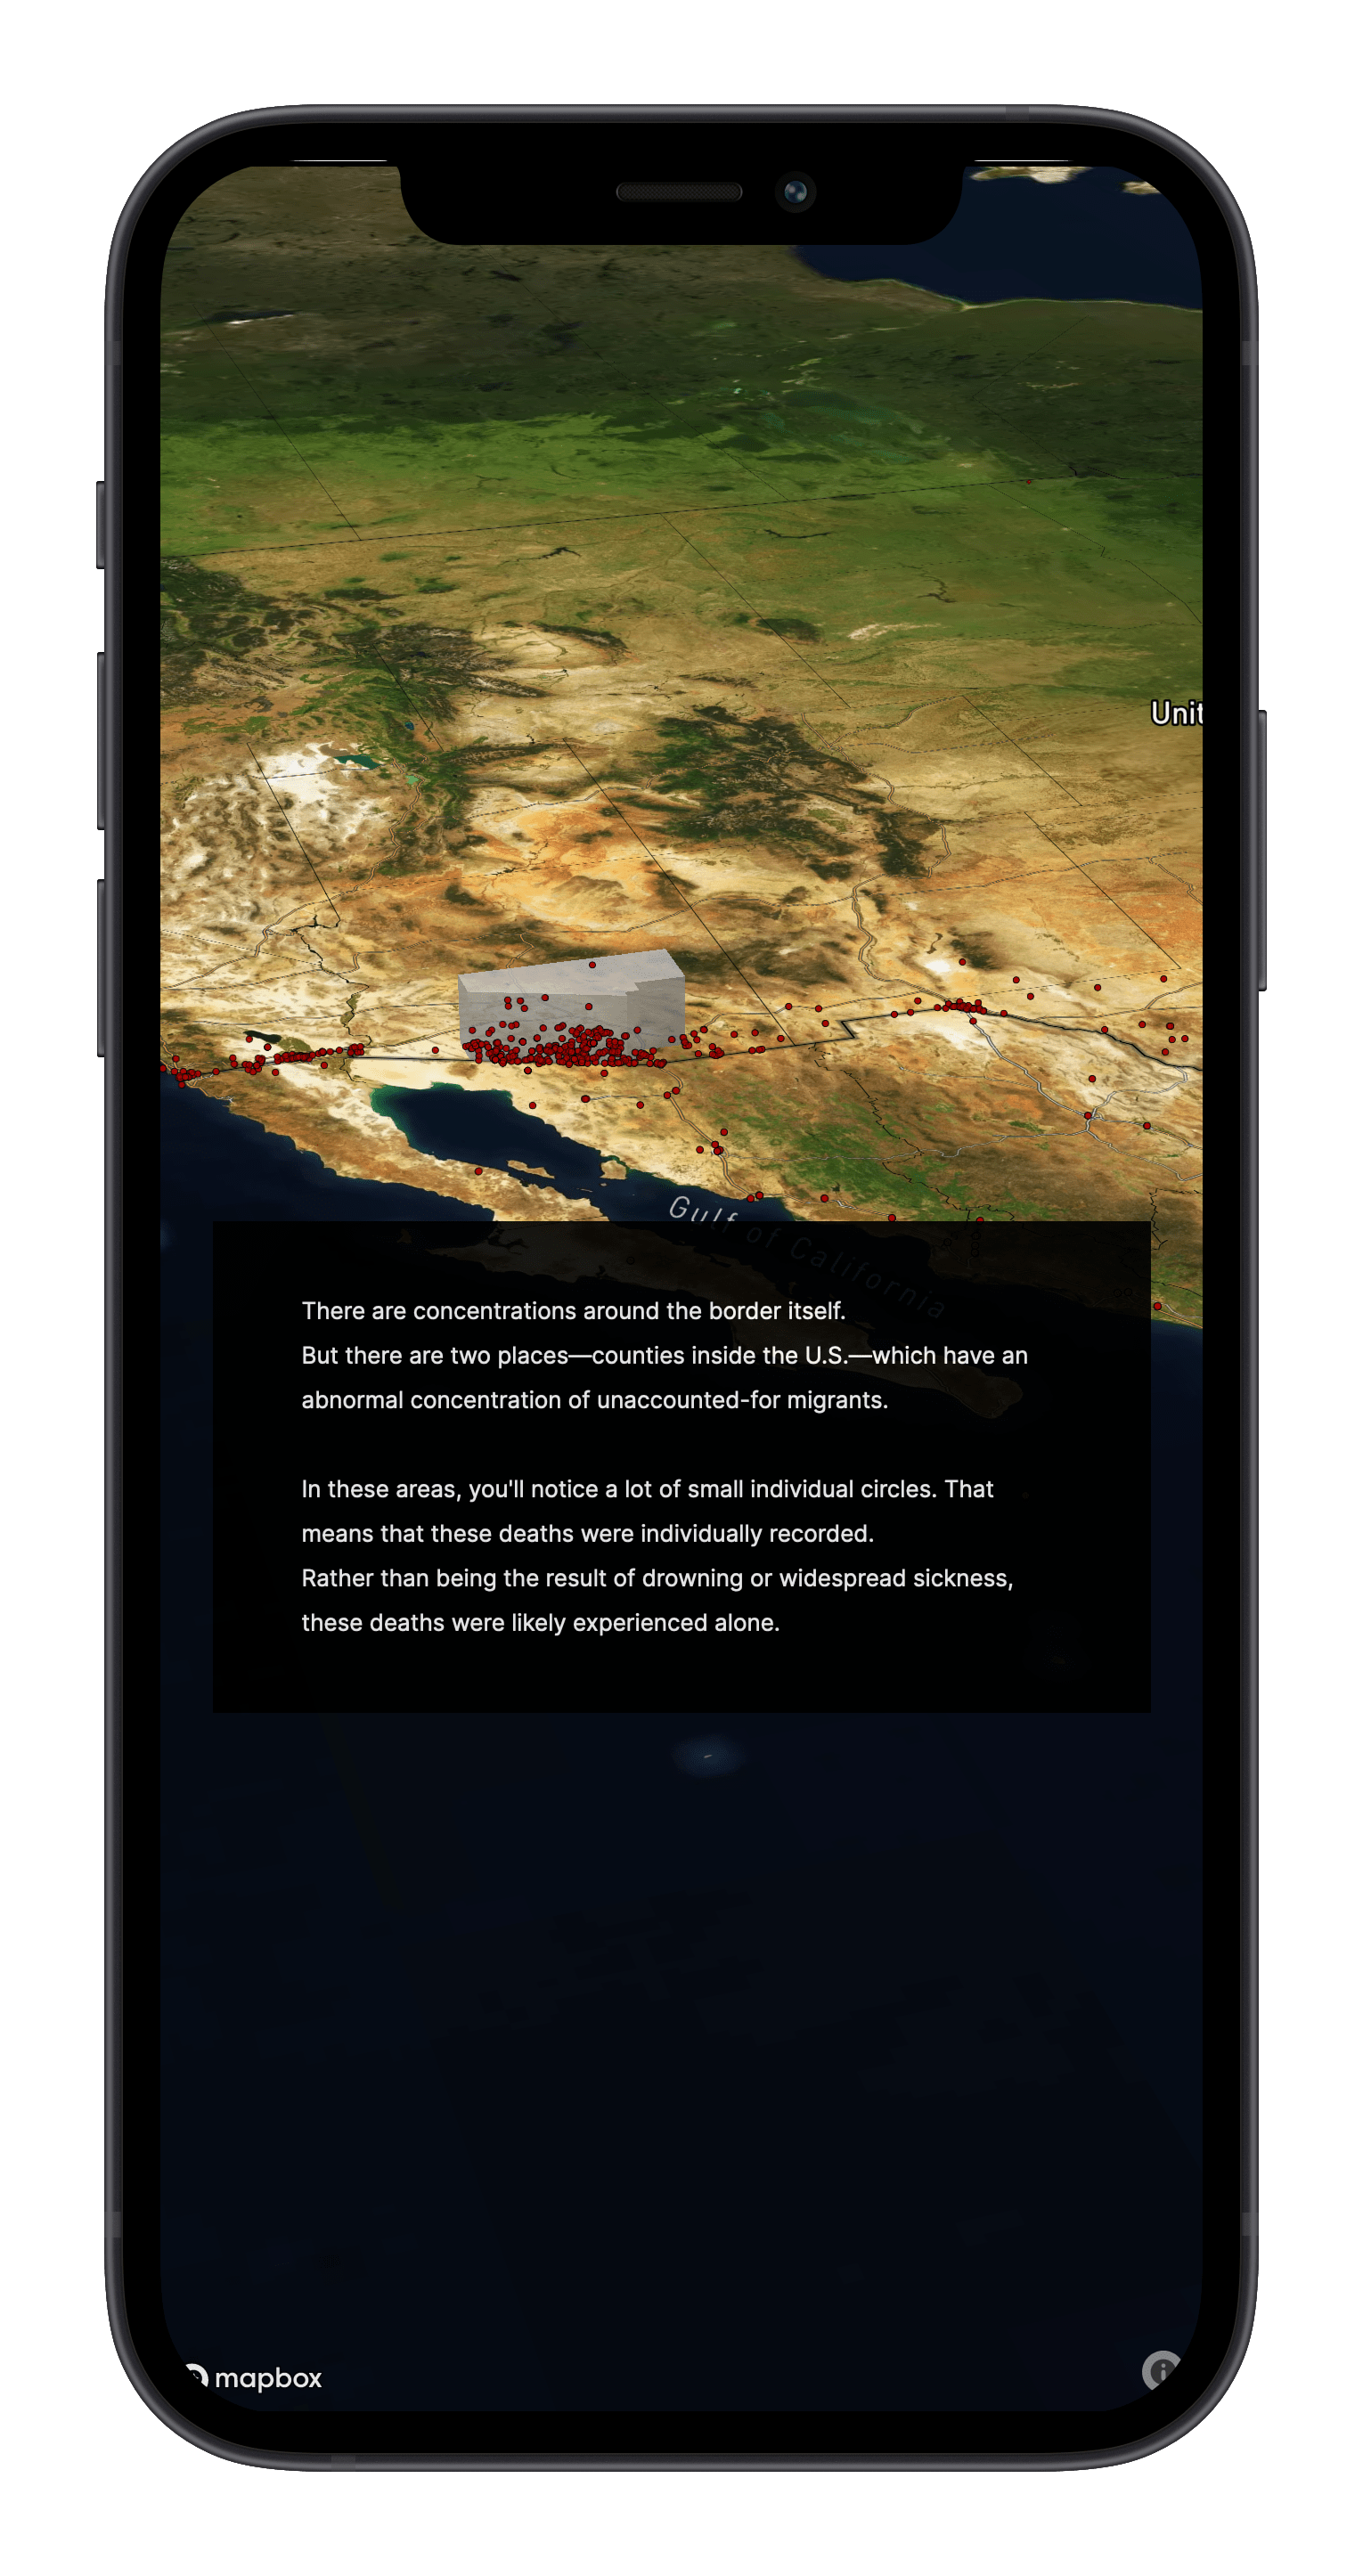 Unit
Gulf of California
There are concentrations around the border itself.
But there are two places—counties inside the U.S.—which have an
abnormal concentration of unaccounted-for migrants.
In these areas, you'll notice a lot of small individual circles. That
means that these deaths were individually recorded.
Rather than being the result of drowning or widespread sickness,
these deaths were likely experienced alone.
mapbox